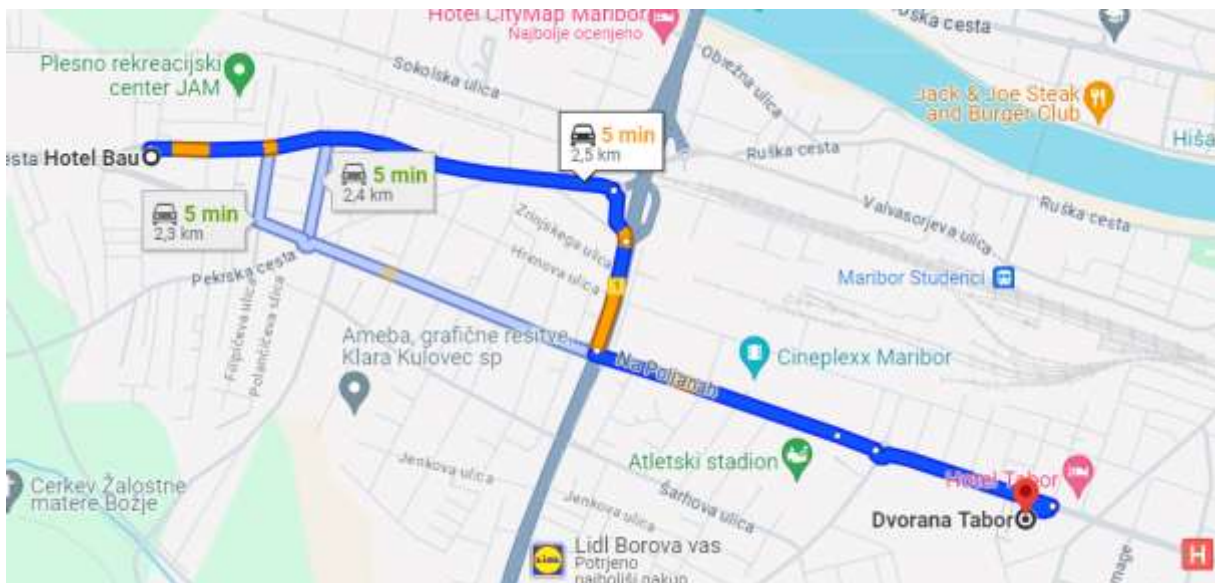 Hotel CityMap Maribor
Najbolje ocenjeno
Ruška cesta
Plesno rekreacijski
center JAM
Sokolska ulica
Obrežna ulica
Jack & Joe Steak
and Burger Club
Hiša
5 min
2,5 km
Ruška cesta
esta Hotel Bau
5 min
2,4 km
Valvasorjeva ulica
Ruška cesta
5 min
2,3 km
Zrinjskega ulica
Hrenova ulica
Pekrska cesta
Maribor Studenci
Filipičeva ulica
Polančičeva ulica
Ameba, grafične rešitve,
Klara Kulovec sp
Na Poljanah
Cineplexx Maribor
Jenkova ulica
Atletski stadion
Hotel Tabor
Cerkev Žalostne
matere Božje
Jenkova ulica
Šarhova ulica
Dvorana Tabor
Lidl
Lidl Borova vas
Potrjeno
najboljši nakup
H